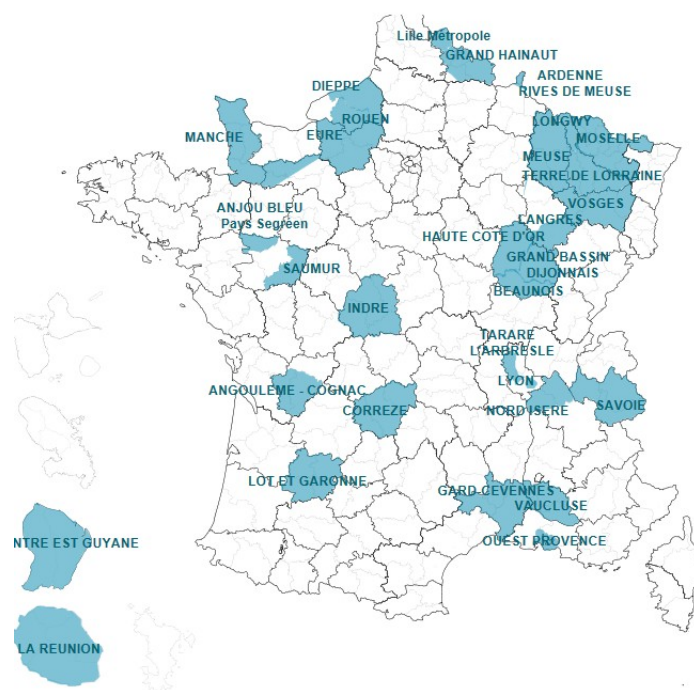 Lille Métropole
GRAND HAINAUT
ARDENNE
RIVES DE MEUSE
DIEPPE
ROUEN
EURE
MANCHE
LONGWY
MOSELLE
MEUSE
TERRE DE LORRAINE
VOSGES
ANJOU BLEU
Pays Segréen
LANGRES
HAUTE COTE D'OR
GRAND BASSIN
DIJONNAIS
SAUMUR
BEAUNOIS
INDRE
TARARE
L'ARBRESLE
LYON
ANGOULEME - COGNAC
CORREZE
NORD ISERE
SAVOIE
LOT ET GARONNE
GARD-CEVENNES
VAUCLUSE
OUEST PROVENCE
NTRE EST GUYANE
LA REUNION